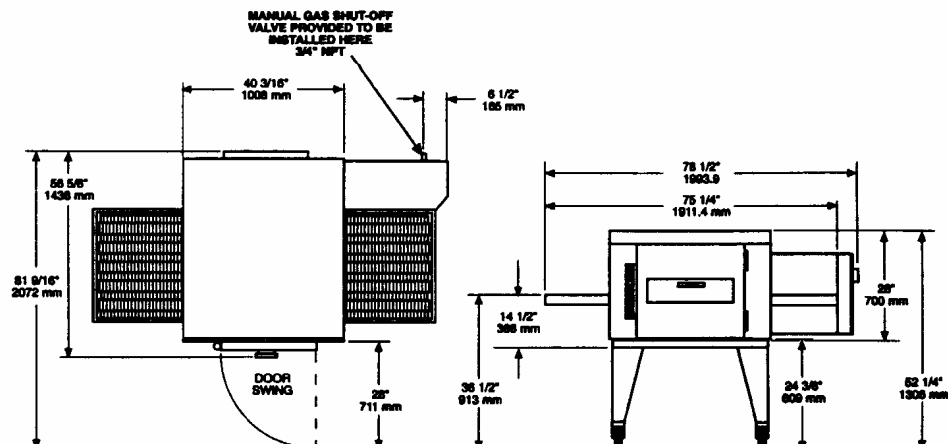 MANUAL GAS SHUT-OFF
VALVE PROVIDED TO BE
INSTALLED HERE
3/4" NPT
40 3/16"
1008 mm
6 1/2"
165 mm
56 5/8"
1438 mm
81 9/16"
2072 mm
DOOR
SWING
28"
711 mm
78 1/2"
1993.9
75 1/4"
1911.4 mm
14 1/2"
368 mm
36 1/2"
913 mm
28"
700 mm
24 3/8"
609 mm
52 1/4"
1306 mm